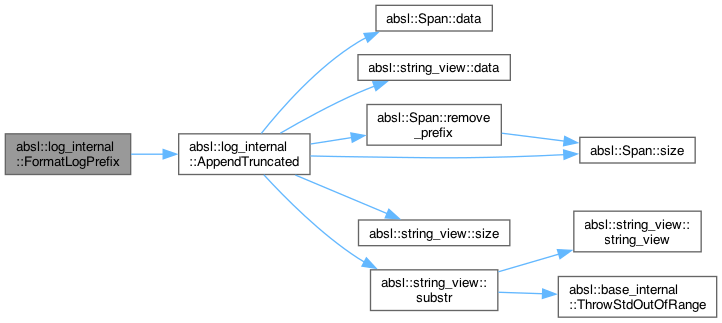 absl::log_internal
::FormatLogPrefix
absl::log_internal
::AppendTruncated
absl::Span::data
absl::string_view::data
absl::Span::remove
_prefix
absl::Span::size
absl::string_view::size
absl::string_view::
substr
absl::string_view::
string_view
absl::base_internal
::ThrowStdOutOfRange